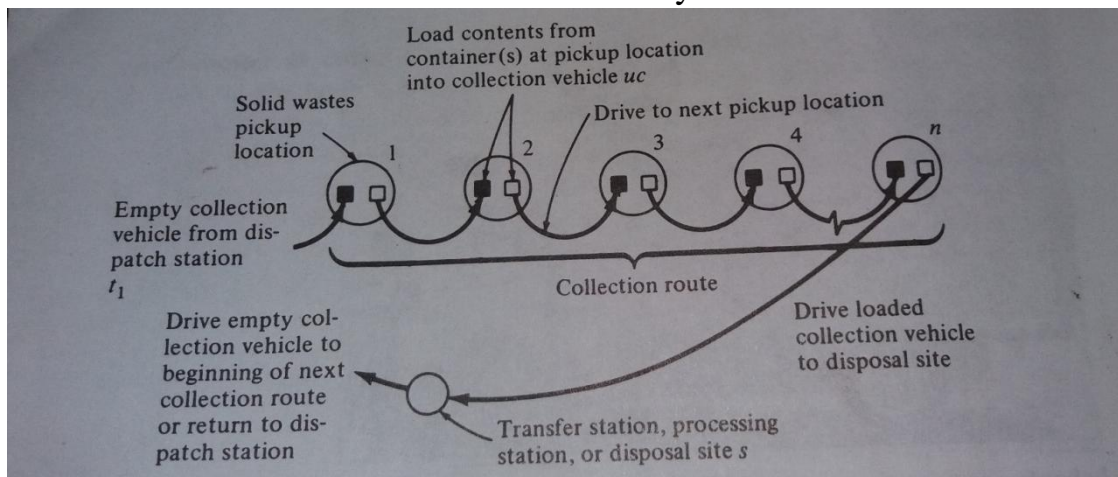 Load contents from
container(s) at pickup location
into collection vehicle uc
Solid wastes
pickup
location
Drive to next pickup location
1
2
3
4
n
Empty collection
vehicle from dis-
patch station
t₁
Collection route
Drive loaded
collection vehicle
to disposal site
Drive empty col-
lection vehicle to
beginning of next
collection route
or return to dis-
patch station
Transfer station, processing
station, or disposal site s